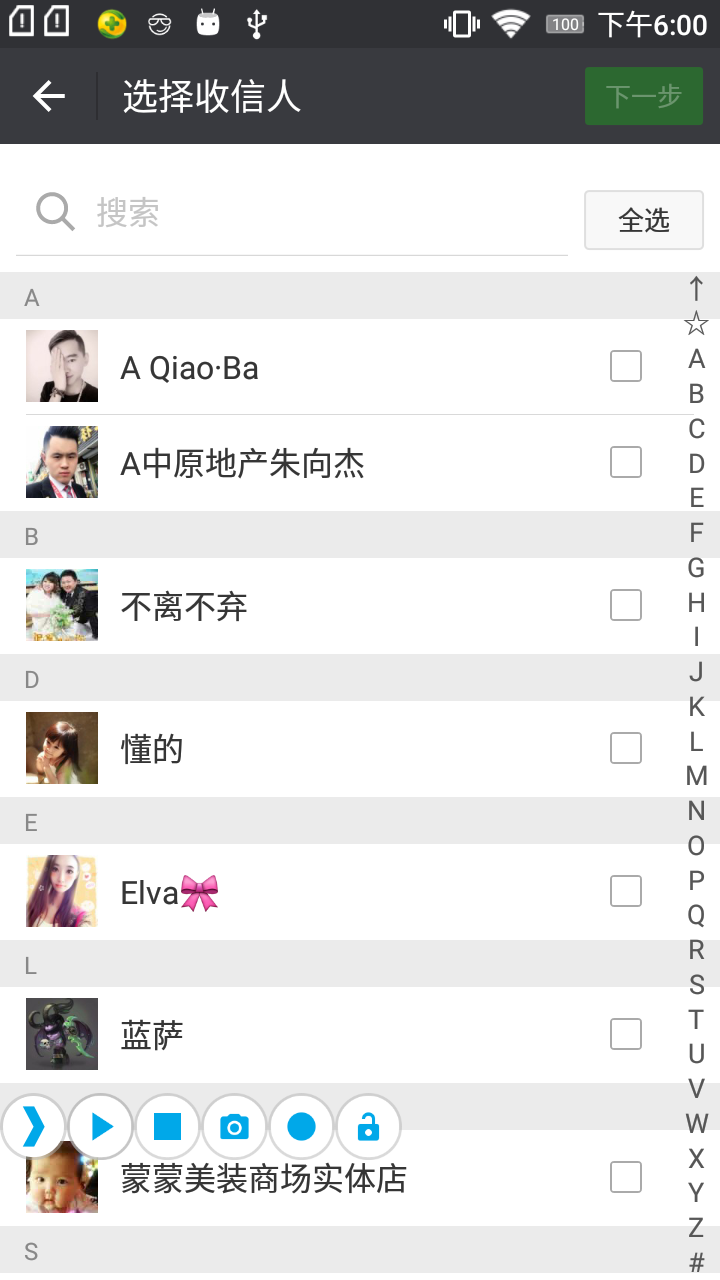 100 下午6:00
选择收信人
下一步
搜索
全选
A
A Qiao·Ba
A中原地产朱向杰
B
不离不弃
D
懂的
E
Elva🎀
L
蓝萨
蒙蒙美装商场实体店
S
↑
☆
A
B
C
D
E
F
G
H
I
J
K
L
M
N
O
P
Q
R
S
T
U
V
W
X
Y
Z
#